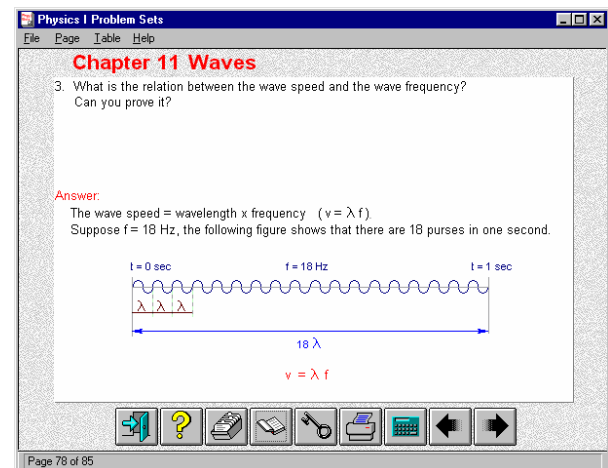 Physics I Problem Sets
File Page Table Help
Chapter 11 Waves
3. What is the relation between the wave speed and the wave frequency?
Can you prove it?
Answer:
The wave speed = wavelength x frequency ( v = λ f ).
Suppose f = 18 Hz, the following figure shows that there are 18 purses in one second.
t = 0 sec f = 18 Hz t = 1 sec
λ λ λ
18 λ
v = λ f
Page 78 of 85